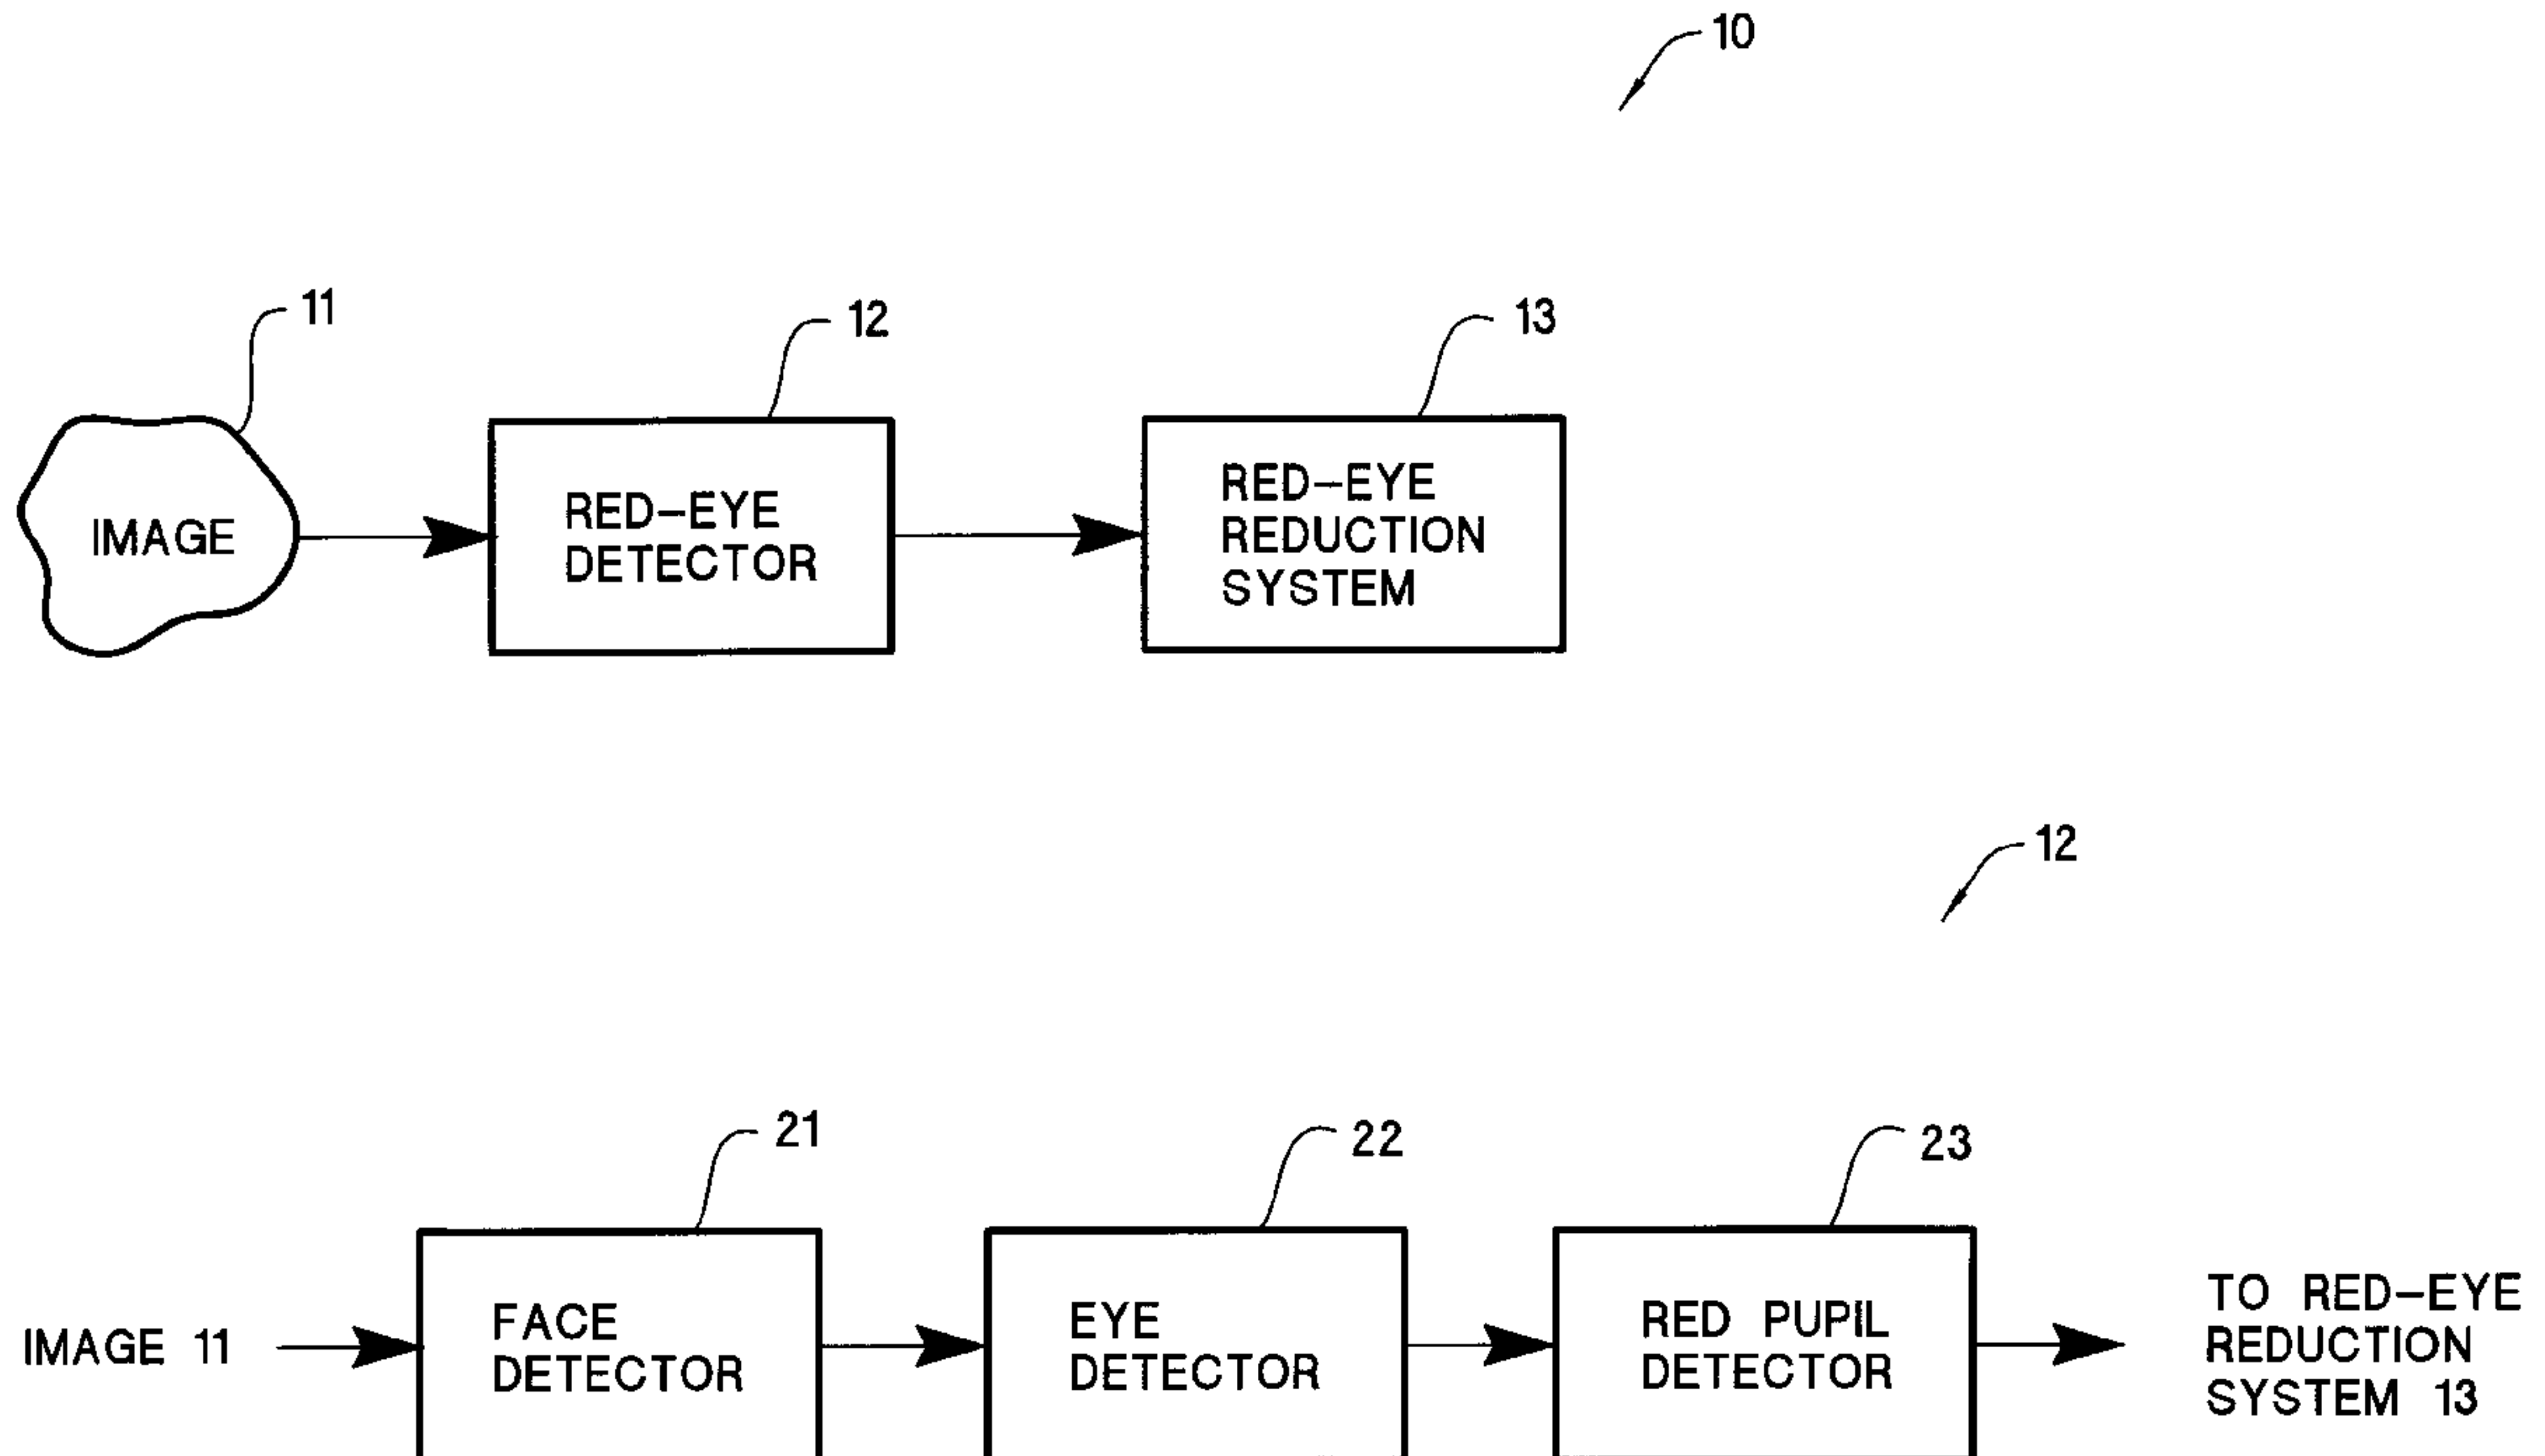 10
11
12
13
IMAGE
RED-EYE
DETECTOR
RED-EYE
REDUCTION
SYSTEM
12
21
22
23
IMAGE 11
FACE
DETECTOR
EYE
DETECTOR
RED PUPIL
DETECTOR
TO RED-EYE
REDUCTION
SYSTEM 13